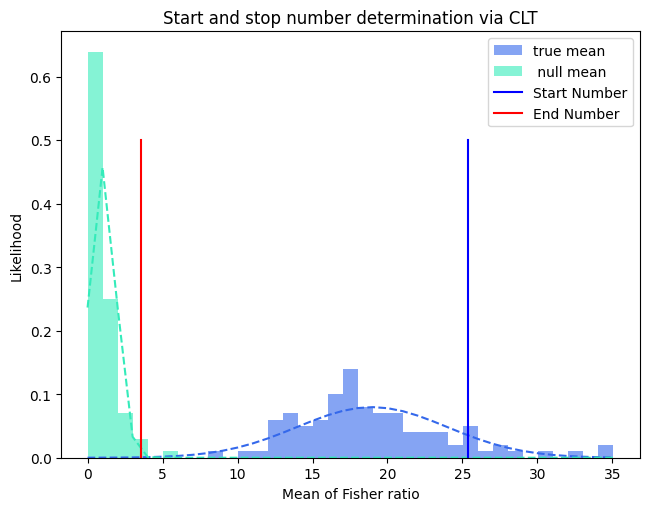 Start and stop number determination via CLT
true mean
null mean
Start Number
End Number
Likelihood
0.6
0.5
0.4
0.3
0.2
0.1
0.0
0 5 10 15 20 25 30 35
Mean of Fisher ratio